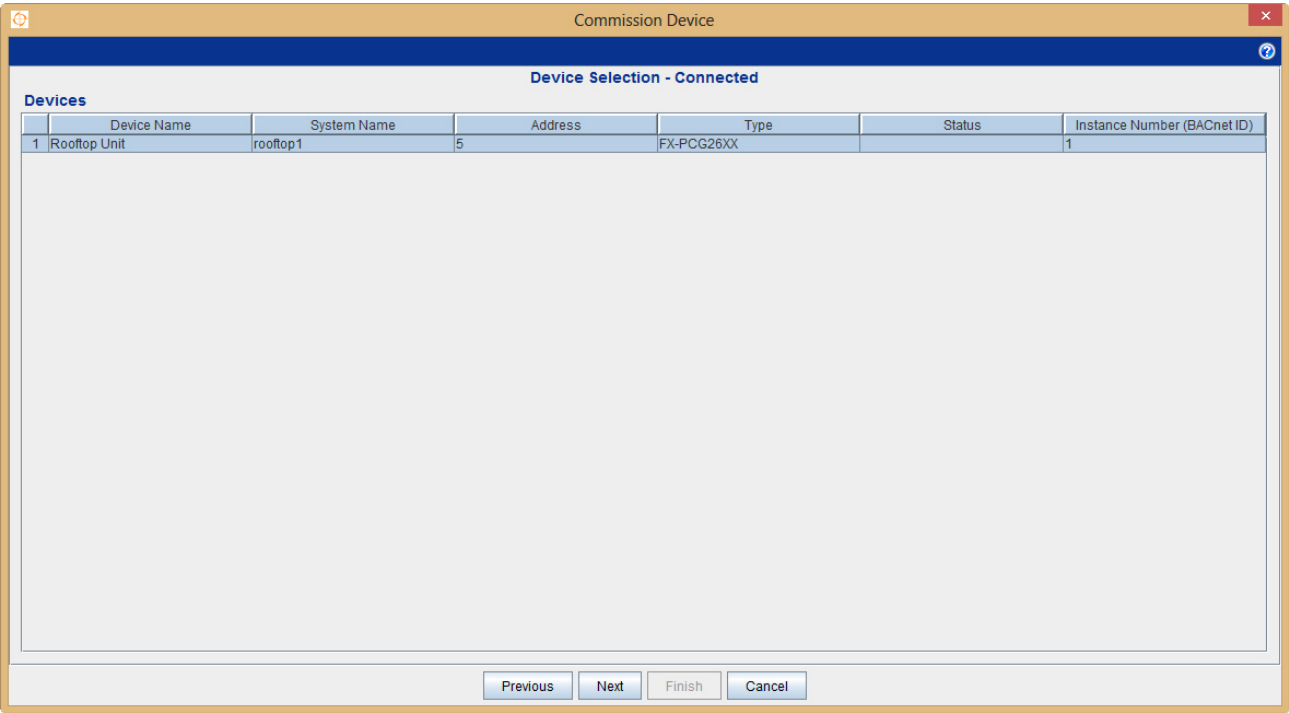 Commission Device
Device Selection - Connected
Devices
Device Name System Name Address Type Status Instance Number (BACnet ID)
1 Rooftop Unit rooftop1 5 FX-PCG26XX 1
Previous Next Finish Cancel